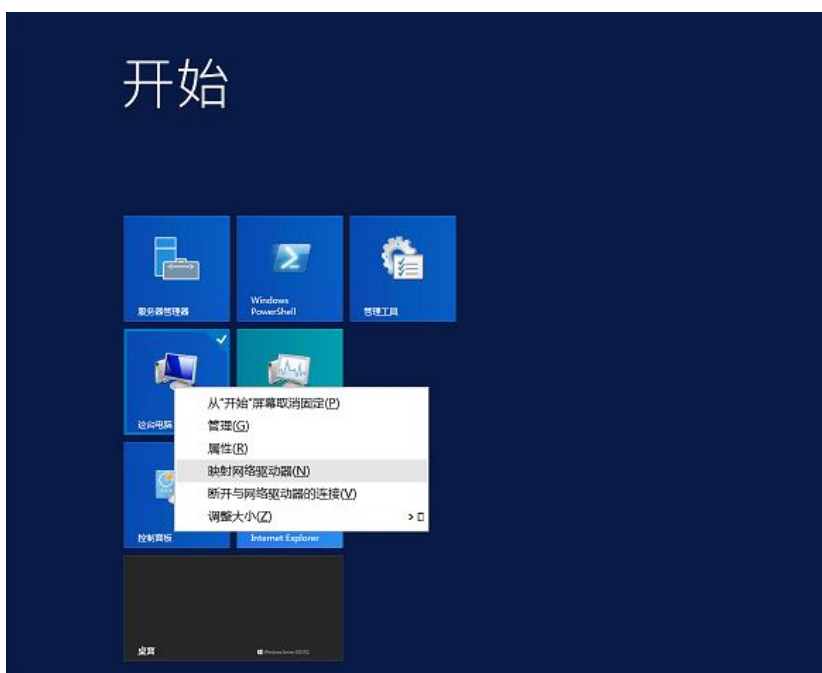 开始
服务器管理器
Windows
PowerShell
管理工具
这台电脑
从"开始"屏幕取消固定(P)
管理(G)
属性(R)
映射网络驱动器(N)
断开与网络驱动器的连接(V)
调整大小(Z)
控制面板
Internet Explorer
桌面